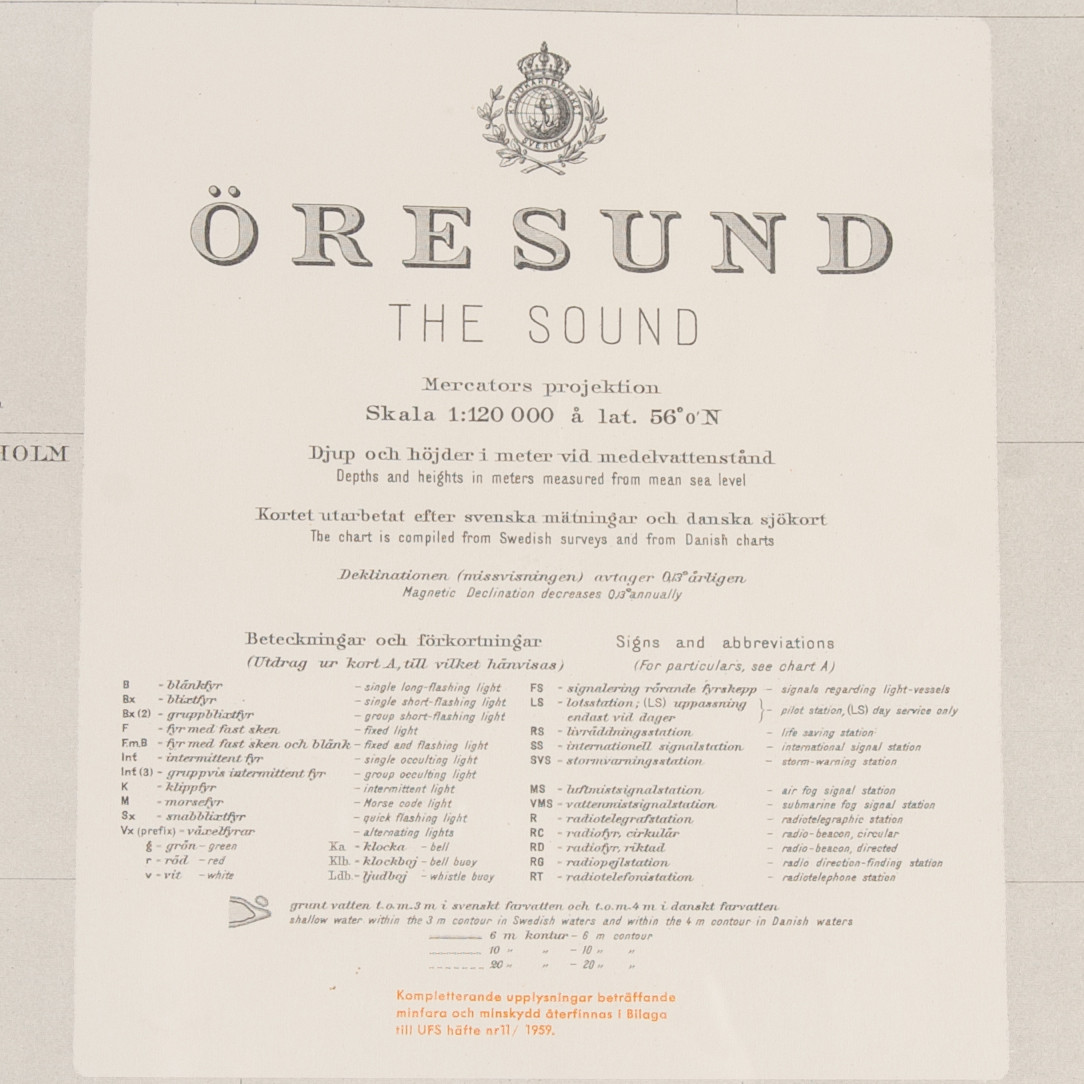 K. SJÖKARTEVERKET
SVERIGE
ÖRESUND
THE SOUND
Mercators projektion
Skala 1:120 000 å lat. 56°0'N
HOLM
Djup och höjder i meter vid medelvattenstånd
Depths and heights in meters measured from mean sea level
Kortet utarbetat efter svenska mätningar och danska sjökort
The chart is compiled from Swedish surveys and from Danish charts
Deklinationen (missvisningen) avtager 0,13° årligen
Magnetic Declination decreases 0,13° annually
Beteckningar och förkortningar
(Utdrag ur kort A, till vilket hänvisas)
Signs and abbreviations
(For particulars, see chart A)
B - blänkfyr - single long-flashing light
Bx - blixtfyr - single short-flashing light
Bx (2) - gruppblixtfyr - group short-flashing light
F - fyr med fast sken - fixed light
F.m.B - fyr med fast sken och blänk - fixed and flashing light
Int - intermittent fyr - single occulting light
Int (3) - gruppvis intermittent fyr - group occulting light
K - klippfyr - intermittent light
M - morsefyr - Morse code light
Sx - snabblixtfyr - quick flashing light
Vx (prefix) - växelfyrar - alternating lights
g - grön - green Ka - klocka - bell
r - röd - red Klb. - klockboj - bell buoy
v - vit - white Ldb. - ljudboj - whistle buoy
FS - signalering rörande fyrskepp - signals regarding light-vessels
LS - lotsstation; (LS) uppassning
endast vid dager } - pilot station, (LS) day service only
RS - livräddningsstation - life saving station
SS - internationell signalstation - international signal station
SVS - stormvarningsstation - storm-warning station
MS - luftmistsignalstation - air fog signal station
VMS - vattenmistsignalstation - submarine fog signal station
R - radiotelegrafstation - radiotelegraphic station
RC - radiofyr, cirkulär - radio-beacon, circular
RD - radiofyr, riktad - radio-beacon, directed
RG - radiopejlstation - radio direction-finding station
RT - radiotelefonistation - radiotelephone station
grunt vatten t.o.m. 3 m i svenskt farvatten och t.o.m. 4 m i danskt farvatten
shallow water within the 3 m contour in Swedish waters and within the 4 m contour in Danish waters
6 m kontur - 6 m contour
10 „ „ - 10 „ „
20 „ „ - 20 „ „
Kompletterande upplysningar beträffande
minfara och minskydd återfinnas i Bilaga
till UFS häfte nr11/ 1959.